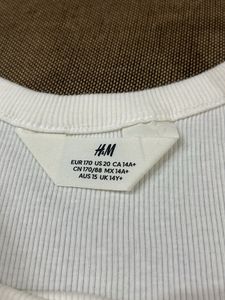 H&M
EUR 170 US 20 CA 14A+
CN 170/88 MX 14A+
AUS 15 UK 14Y+